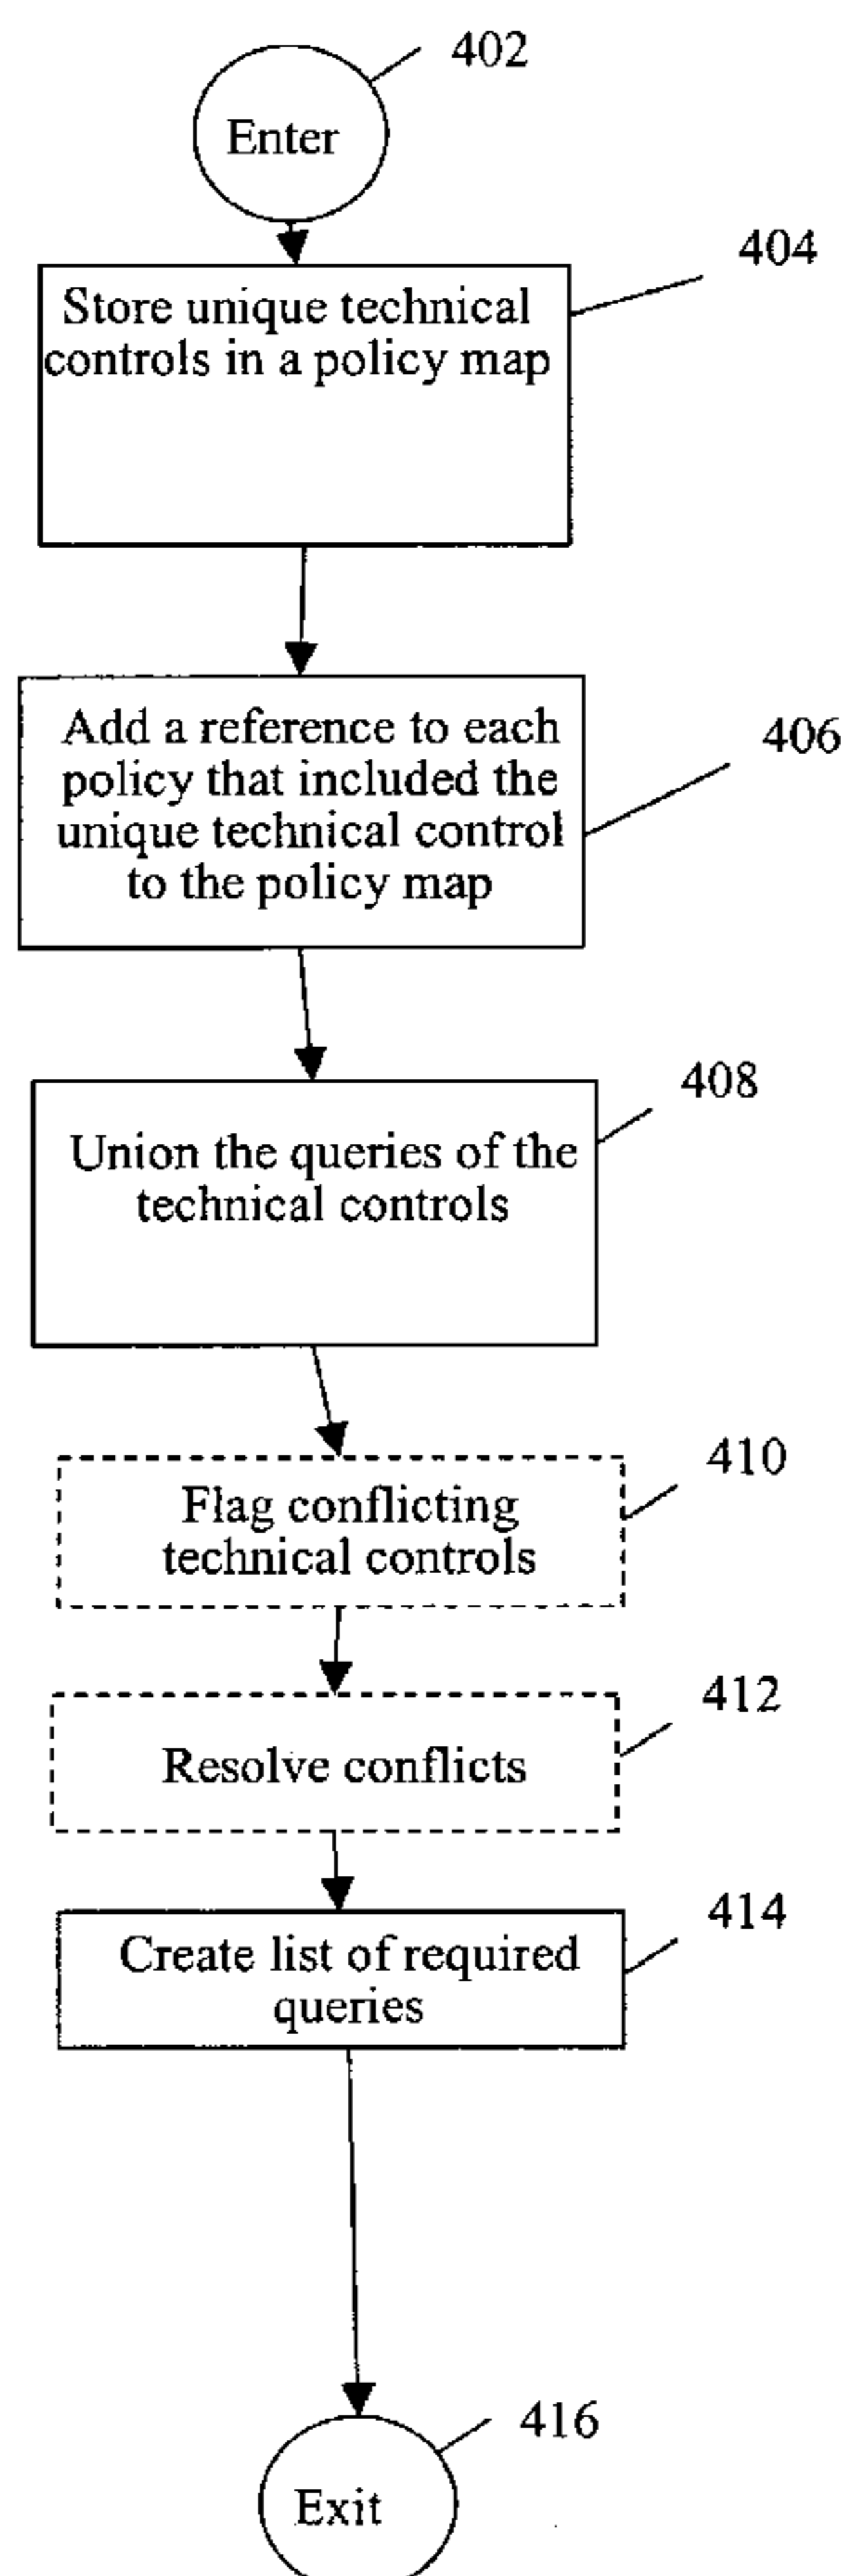 402
Enter
404
Store unique technical
controls in a policy map
406
Add a reference to each
policy that included the
unique technical control
to the policy map
408
Union the queries of the
technical controls
410
Flag conflicting
technical controls
412
Resolve conflicts
414
Create list of required
queries
416
Exit